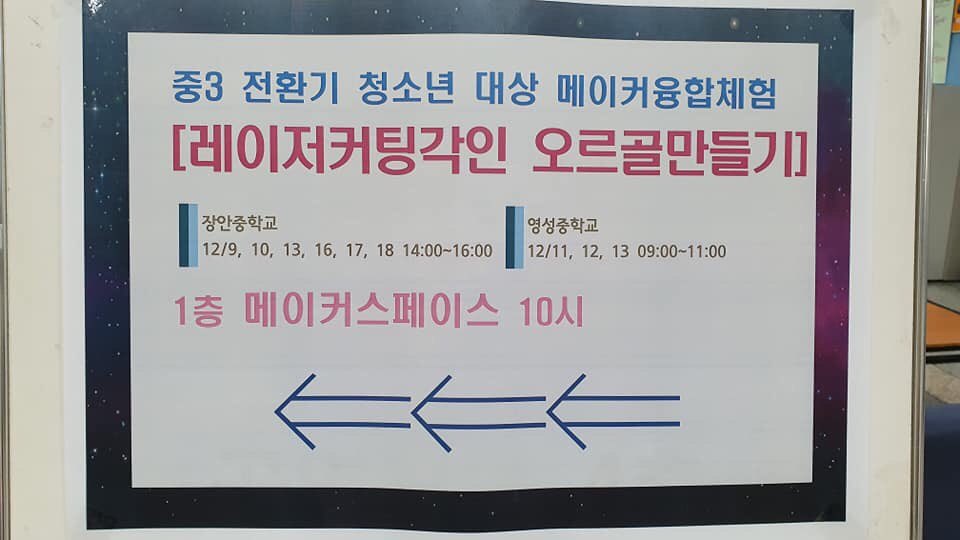 중3 전환기 청소년 대상 메이커융합체험
[레이저커팅각인 오르골만들기]
장안중학교
12/9, 10, 13, 16, 17, 18 14:00~16:00
영성중학교
12/11, 12, 13 09:00~11:00
1층 메이커스페이스 10시